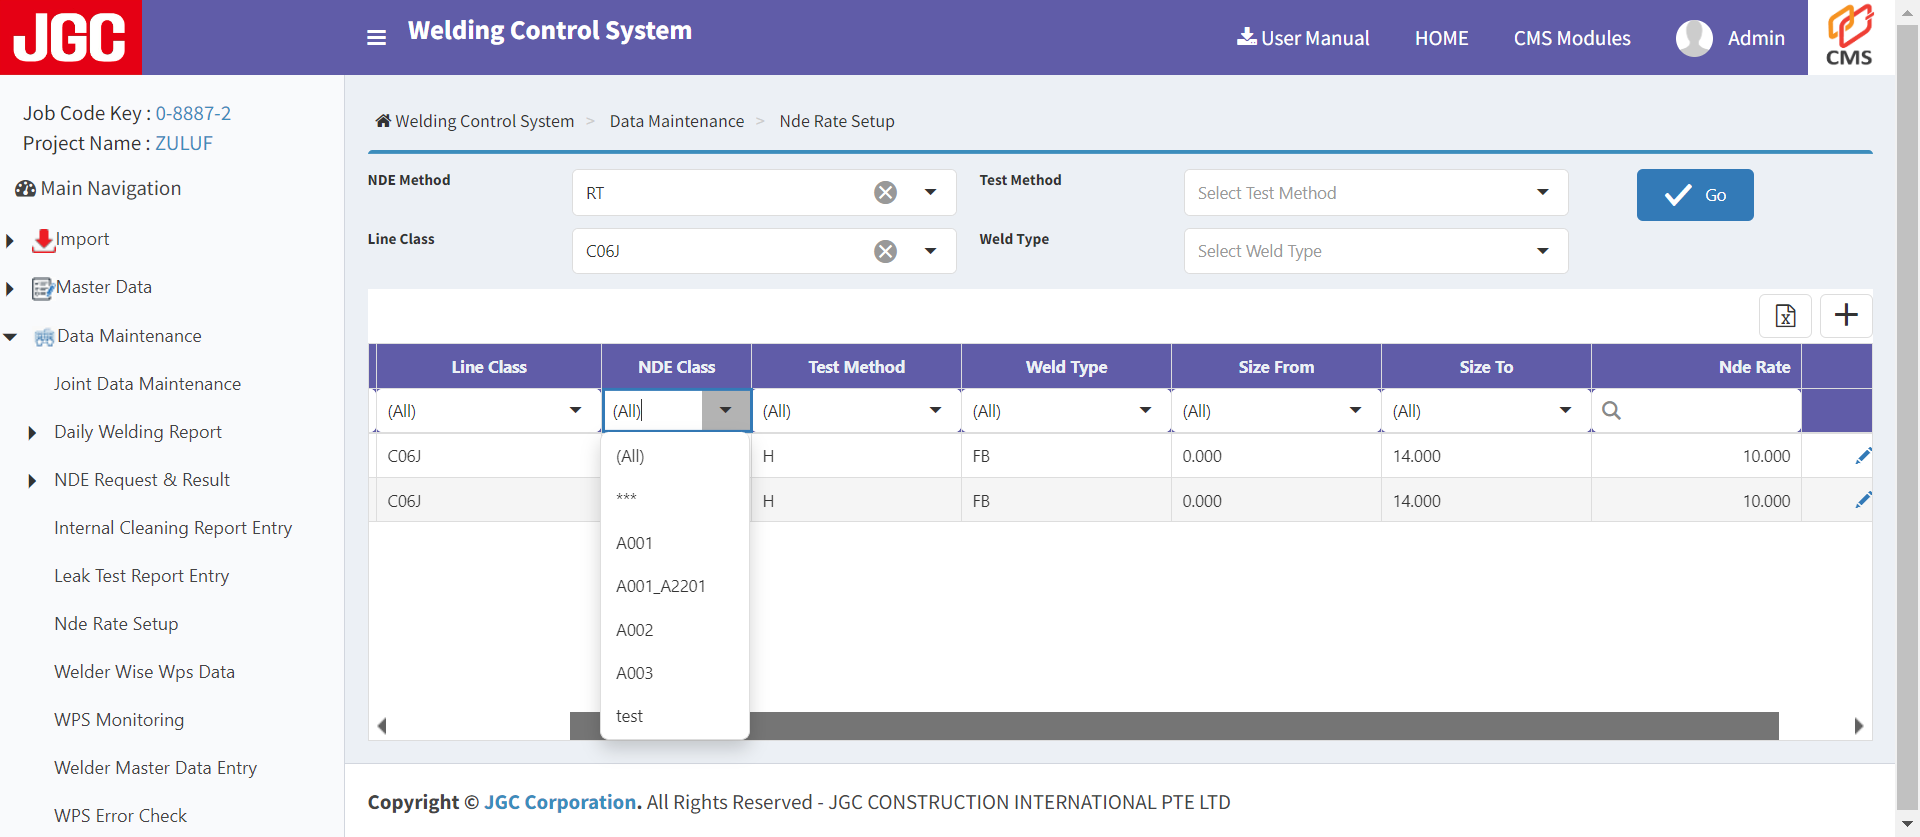 JGC
Welding Control System
User Manual
HOME
CMS Modules
Admin
CMS
Job Code Key : 0-8887-2
Project Name : ZULUF
Main Navigation
Import
Master Data
Data Maintenance
Joint Data Maintenance
Daily Welding Report
NDE Request & Result
Internal Cleaning Report Entry
Leak Test Report Entry
Nde Rate Setup
Welder Wise Wps Data
WPS Monitoring
Welder Master Data Entry
WPS Error Check
Welding Control System > Data Maintenance > Nde Rate Setup
NDE Method RT Test Method Select Test Method Go
Line Class C06J Weld Type Select Weld Type
Line Class NDE Class Test Method Weld Type Size From Size To Nde Rate
(All) (All) (All) (All) (All) (All)
C06J H FB 0.000 14.000 10.000
C06J H FB 0.000 14.000 10.000
(All)
***
A001
A001_A2201
A002
A003
test
Copyright © JGC Corporation. All Rights Reserved - JGC CONSTRUCTION INTERNATIONAL PTE LTD